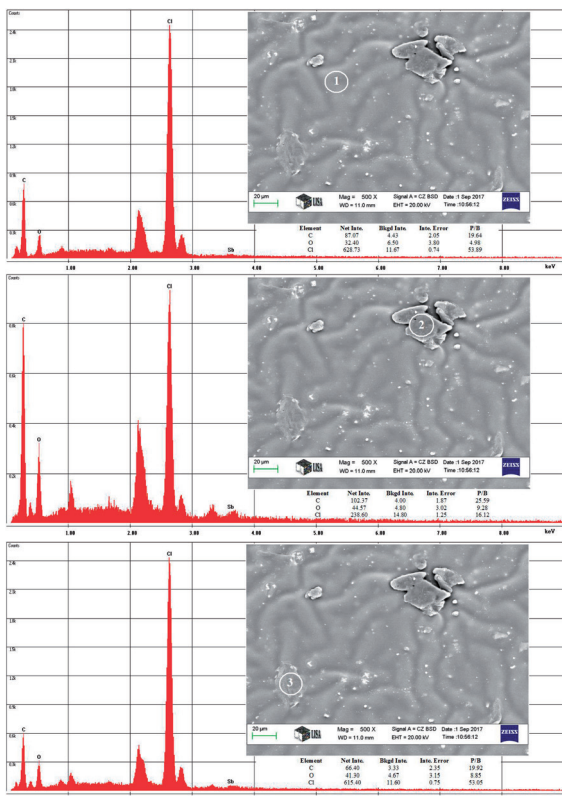 Counts
Cl
C
O
Sb
1
20 µm
LISA
Mag = 500 X
WD = 11.0 mm
Signal A = CZ BSD
EHT = 20.00 kV
Date :1 Sep 2017
Time :10:56:12
ZEISS
Element Net Inte. Bkgd Inte. Inte. Error P/B
C 87.07 4.43 2.05 19.64
O 32.40 6.50 3.80 4.98
Cl 628.73 11.67 0.74 53.89
1.00 2.00 3.00 4.00 5.00 6.00 7.00 8.00 keV
Counts
Cl
C
O
Sb
2
20 µm
LISA
Mag = 500 X
WD = 11.0 mm
Signal A = CZ BSD
EHT = 20.00 kV
Date :1 Sep 2017
Time :10:56:12
ZEISS
Element Net Inte. Bkgd Inte. Inte. Error P/B
C 102.37 4.00 1.87 25.59
O 44.57 4.80 3.02 9.28
Cl 238.60 14.80 1.25 16.12
1.00 2.00 3.00 4.00 5.00 6.00 7.00 8.00 keV
Counts
Cl
C
O
Sb
3
20 µm
LISA
Mag = 500 X
WD = 11.0 mm
Signal A = CZ BSD
EHT = 20.00 kV
Date :1 Sep 2017
Time :10:56:12
ZEISS
Element Net Inte. Bkgd Inte. Inte. Error P/B
C 66.40 3.33 2.35 19.92
O 41.30 4.67 3.15 8.85
Cl 615.40 11.60 0.75 53.05
1.00 2.00 3.00 4.00 5.00 6.00 7.00 8.00 keV